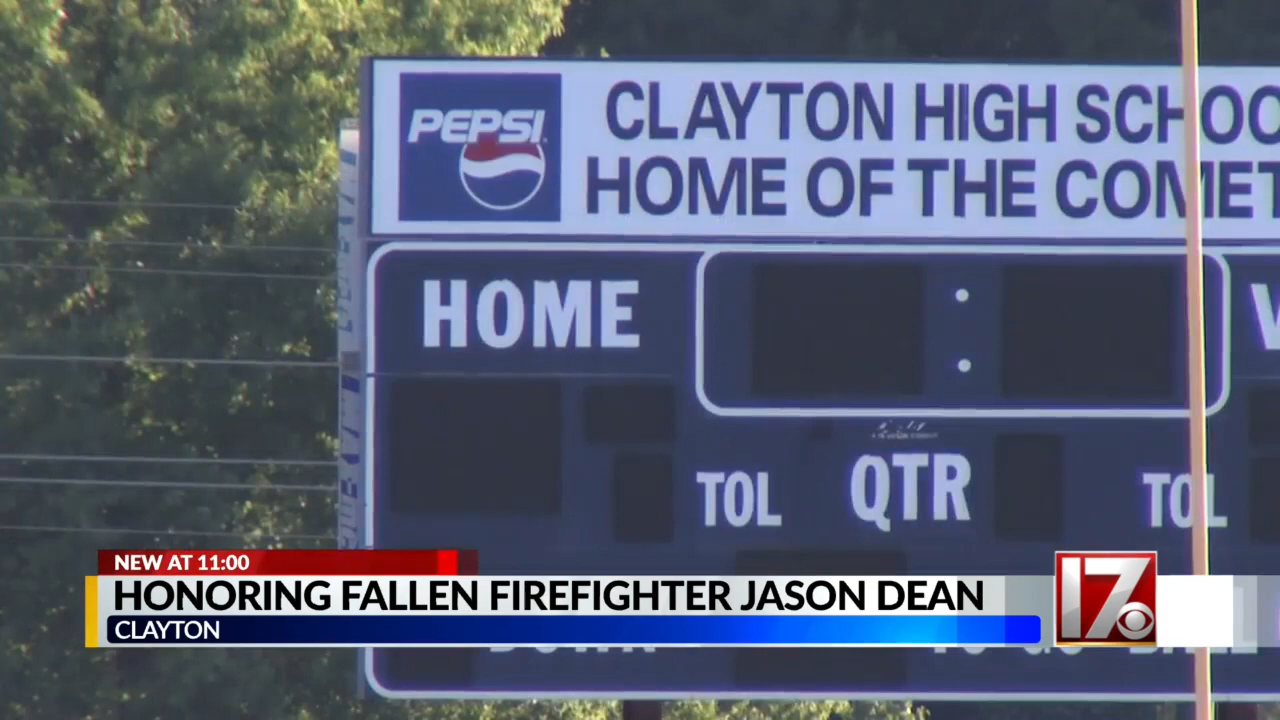 PEPSI
CLAYTON HIGH SCHOO
HOME OF THE COMET
HOME
:
V
TOL
QTR
TOL
NEW AT 11:00
HONORING FALLEN FIREFIGHTER JASON DEAN
CLAYTON
17